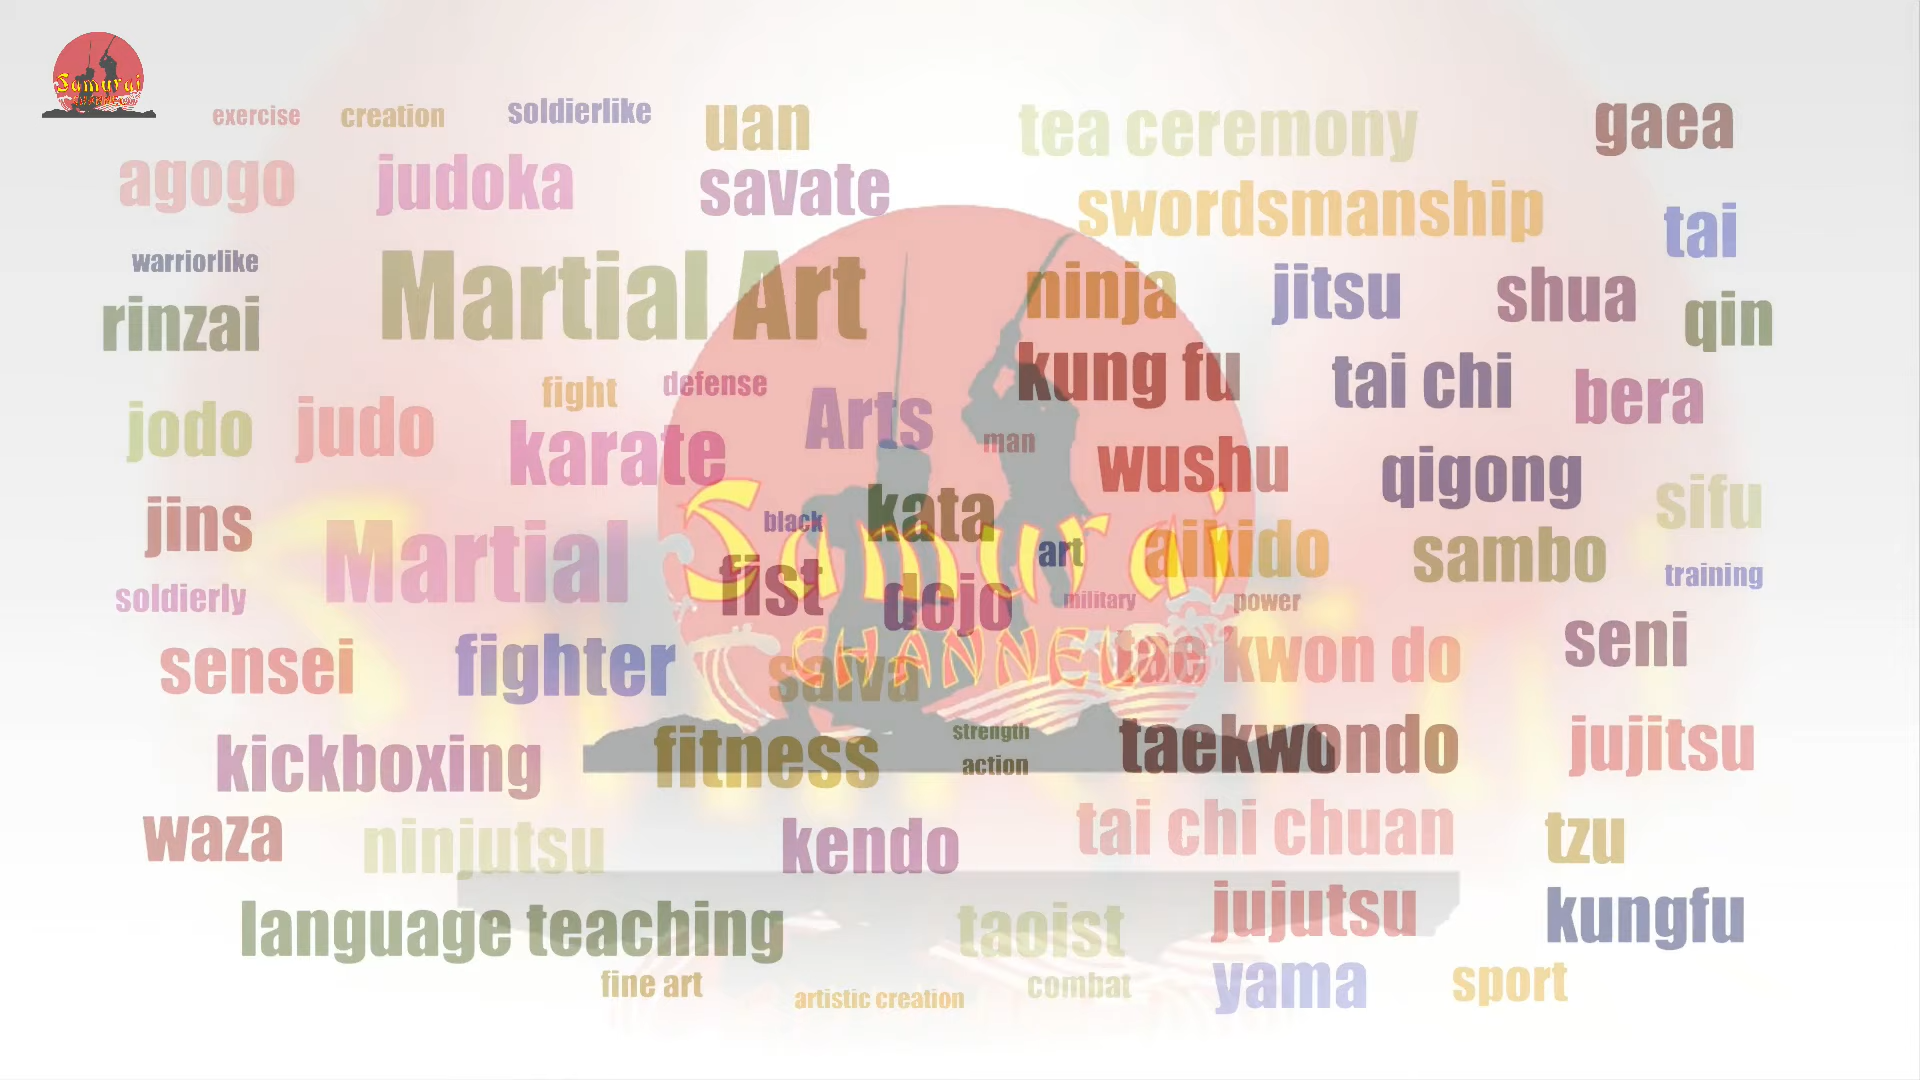 Samurai
exercise creation soldierlike uan tea ceremony gaea
agogo judoka savate swordsmanship tai
warriorlike Martial Art ninja jitsu shua qin
rinzai
kung fu tai chi bera
fight defense
jodo judo karate Arts man wushu qigong sifu
jins Martial black kata art aikido sambo training
Samurai
soldierly fist dojo military power seni
sensei fighter saiva tae kwon do
CHANNEL
kickboxing fitness strength taekwondo jujitsu
action
waza ninjutsu kendo tai chi chuan tzu
language teaching taoist jujutsu kungfu
fine art artistic creation combat yama sport